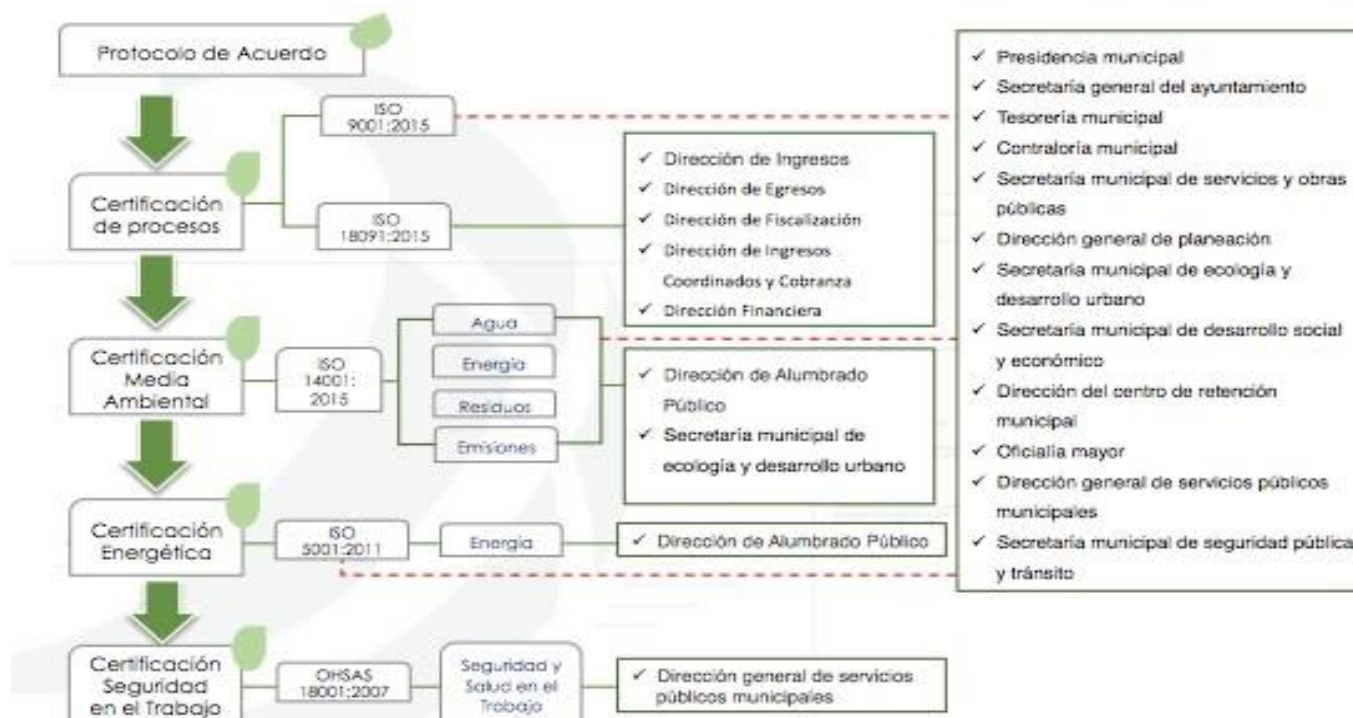 Protocolo de Acuerdo
Certificación
de procesos
ISO
9001:2015
ISO
18091:2015
✓ Dirección de Ingresos
✓ Dirección de Egresos
✓ Dirección de Fiscalización
✓ Dirección de Ingresos
Coordinados y Cobranza
✓ Dirección Financiera
Certificación
Media
Ambiental
ISO
14001:
2015
Agua
Energía
Residuos
Emisiones
✓ Dirección de Alumbrado
Público
✓ Secretaría municipal de
ecología y desarrollo urbano
Certificación
Energética
ISO
5001:2011
Energía
✓ Dirección de Alumbrado Público
Certificación
Seguridad
en el Trabajo
OHSAS
18001:2007
Seguridad y
Salud en el
Trabajo
✓ Dirección general de servicios
públicos municipales
✓ Presidencia municipal
✓ Secretaría general del ayuntamiento
✓ Tesorería municipal
✓ Contraloría municipal
✓ Secretaría municipal de servicios y obras
públicas
✓ Dirección general de planeación
✓ Secretaría municipal de ecología y
desarrollo urbano
✓ Secretaría municipal de desarrollo social
y económico
✓ Dirección del centro de retención
municipal
✓ Oficialía mayor
✓ Dirección general de servicios públicos
municipales
✓ Secretaría municipal de seguridad pública
y tránsito